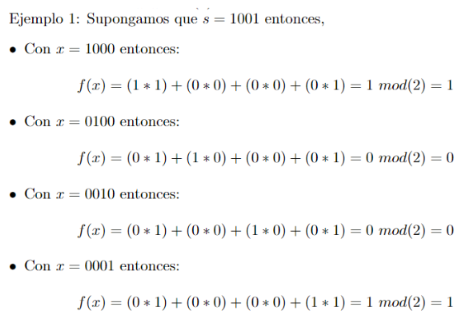 Ejemplo 1: Supongamos que s = 1001 entonces,
• Con x = 1000 entonces:
f(x) = (1 * 1) + (0 * 0) + (0 * 0) + (0 * 1) = 1 mod(2) = 1
• Con x = 0100 entonces:
f(x) = (0 * 1) + (1 * 0) + (0 * 0) + (0 * 1) = 0 mod(2) = 0
• Con x = 0010 entonces:
f(x) = (0 * 1) + (0 * 0) + (1 * 0) + (0 * 1) = 0 mod(2) = 0
• Con x = 0001 entonces:
f(x) = (0 * 1) + (0 * 0) + (0 * 0) + (1 * 1) = 1 mod(2) = 1